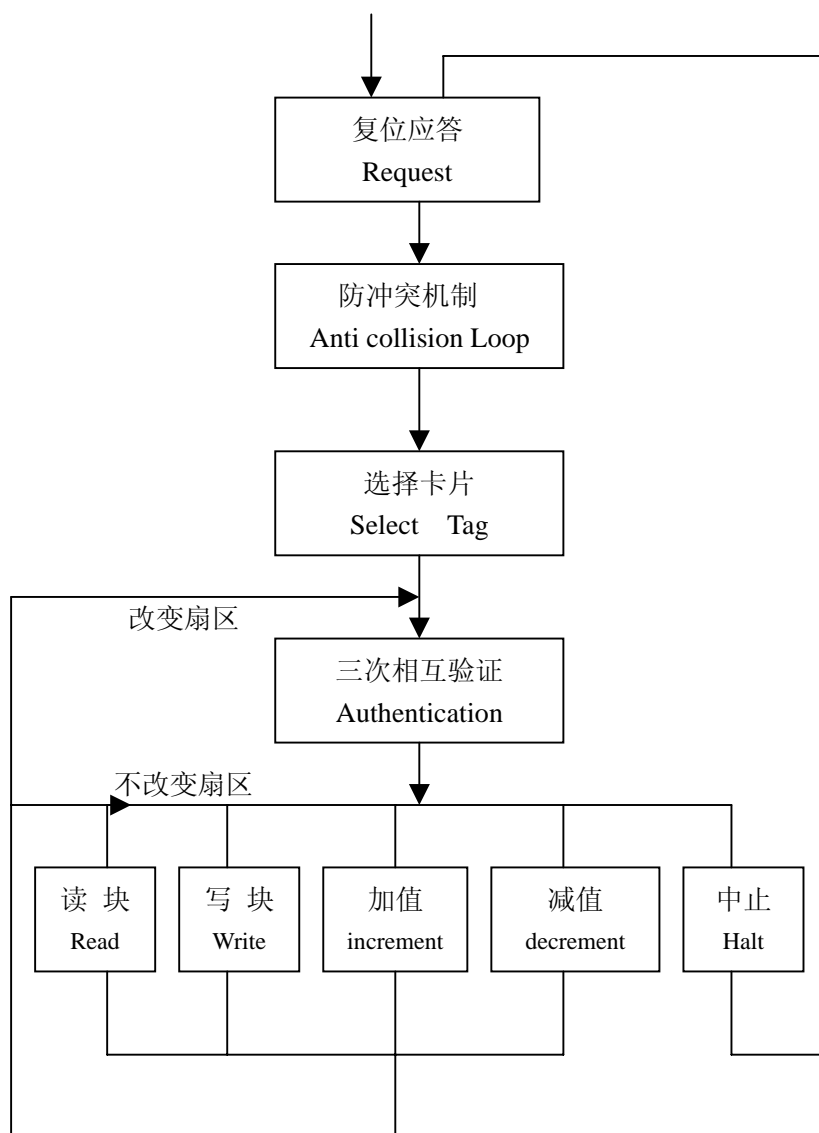 复位应答
Request
防冲突机制
Anti collision Loop
选择卡片
Select Tag
改变扇区
三次相互验证
Authentication
不改变扇区
读 块
Read
写 块
Write
加值
increment
减值
decrement
中止
Halt